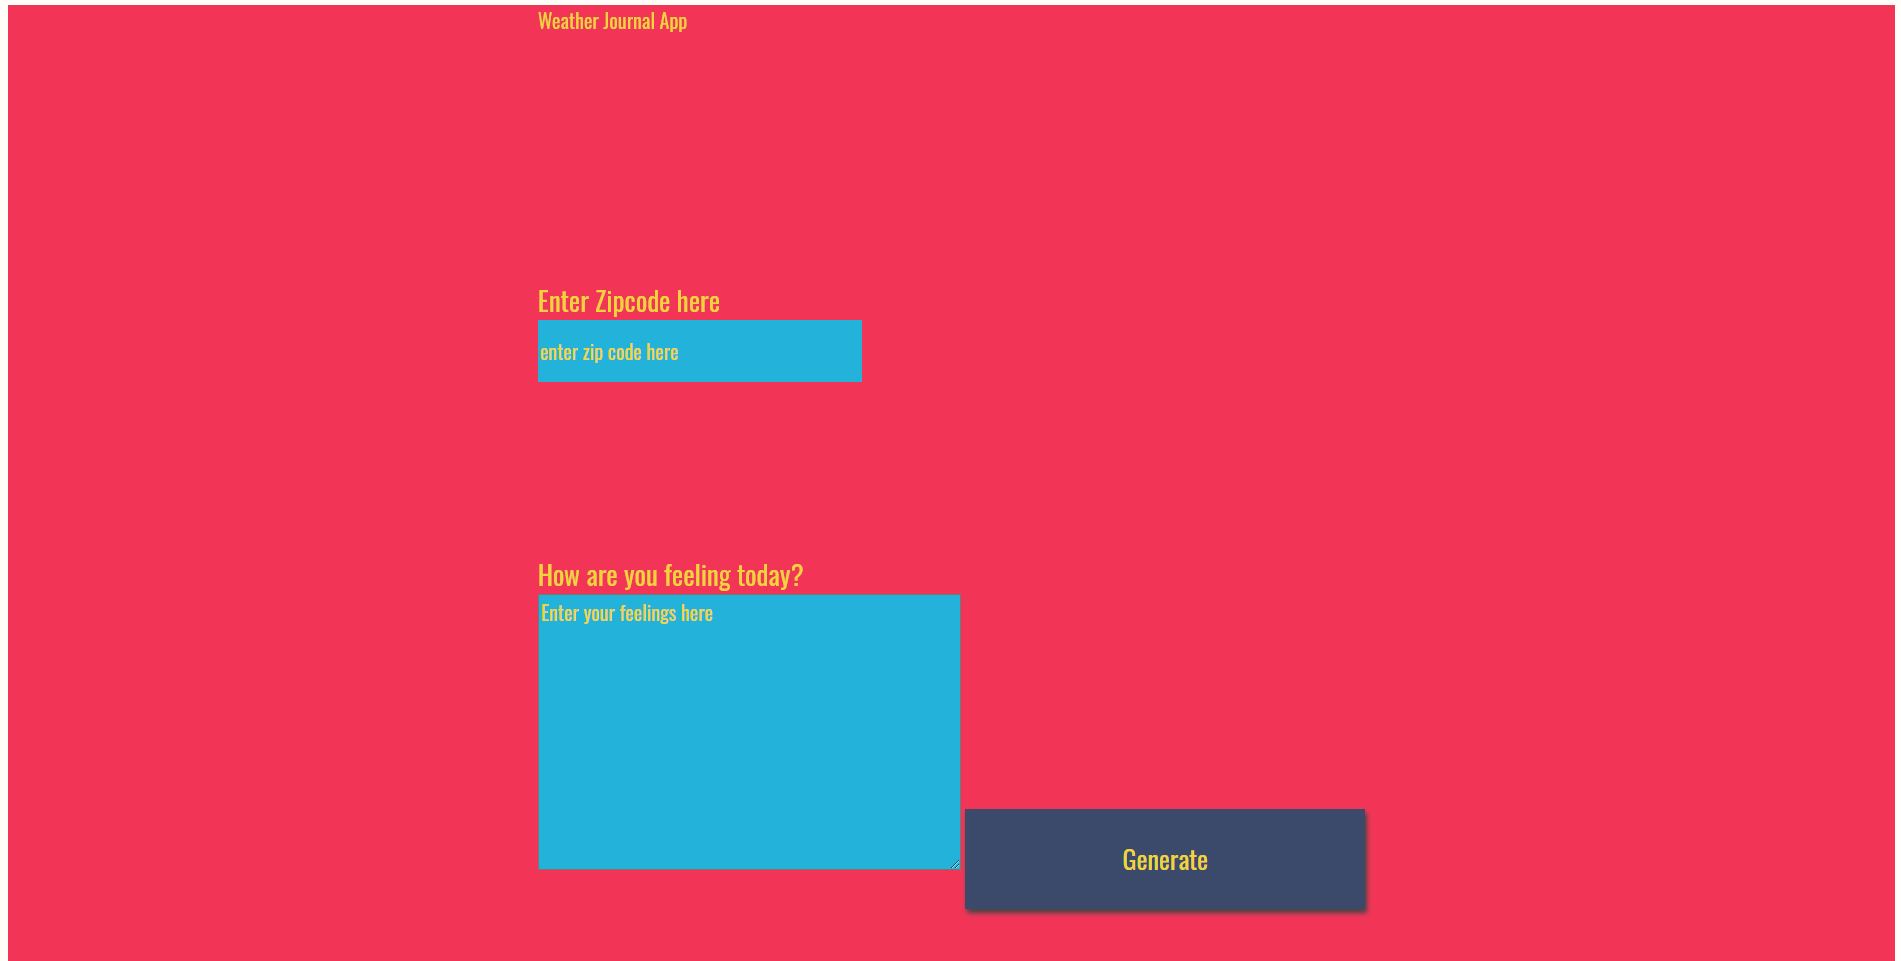 Weather Journal App
Enter Zipcode here
enter zip code here
How are you feeling today?
Enter your feelings here
Generate